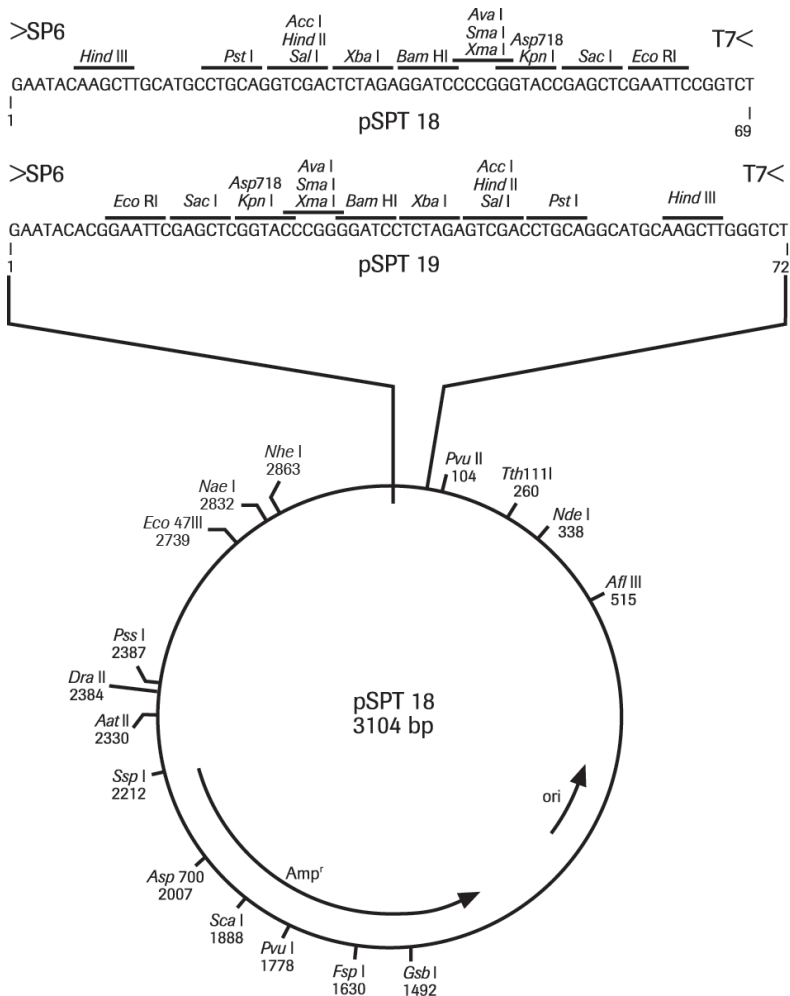 >SP6
Acc I
Hind II
Sal I
Ava I
Sma I
Xma I
Asp718
Kpn I
T7<
Hind III
Pst I
Xba I
Bam HI
Sac I
Eco RI
GAATACAAGCTTGCATGCCTGCAGGTCGACTCTAGAGGATCCCCGGGTACCGAGCTCGAATTCCGGTCT
1
pSPT 18
69
>SP6
Asp718
Kpn I
Ava I
Sma I
Xma I
Acc I
Hind II
Sal I
T7<
Eco RI
Sac I
Bam HI
Xba I
Pst I
Hind III
GAATACACGGAATTCGAGCTCGGTACCCGGGGATCCTCTAGAGTCGACCTGCAGGCATGCAAGCTTGGGTCT
1
pSPT 19
72
Nhe I
2863
Pvu II
104
Tth111I
260
Nae I
2832
Nde I
338
Eco 47III
2739
Afl III
515
Pss I
2387
Dra II
2384
pSPT 18
3104 bp
Aat II
2330
Ssp I
2212
ori
Asp 700
2007
Ampr
Sca I
1888
Pvu I
1778
Fsp I
1630
Gsb I
1492